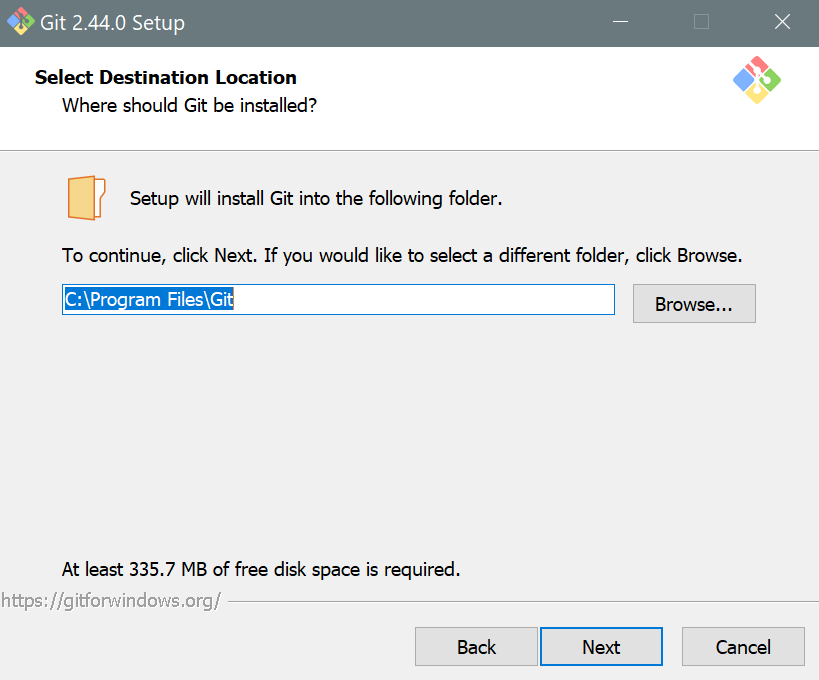 Git 2.44.0 Setup
Select Destination Location
Where should Git be installed?
Setup will install Git into the following folder.
To continue, click Next. If you would like to select a different folder, click Browse.
C:\Program Files\Git
Browse...
At least 335.7 MB of free disk space is required.
https://gitforwindows.org/
Back
Next
Cancel